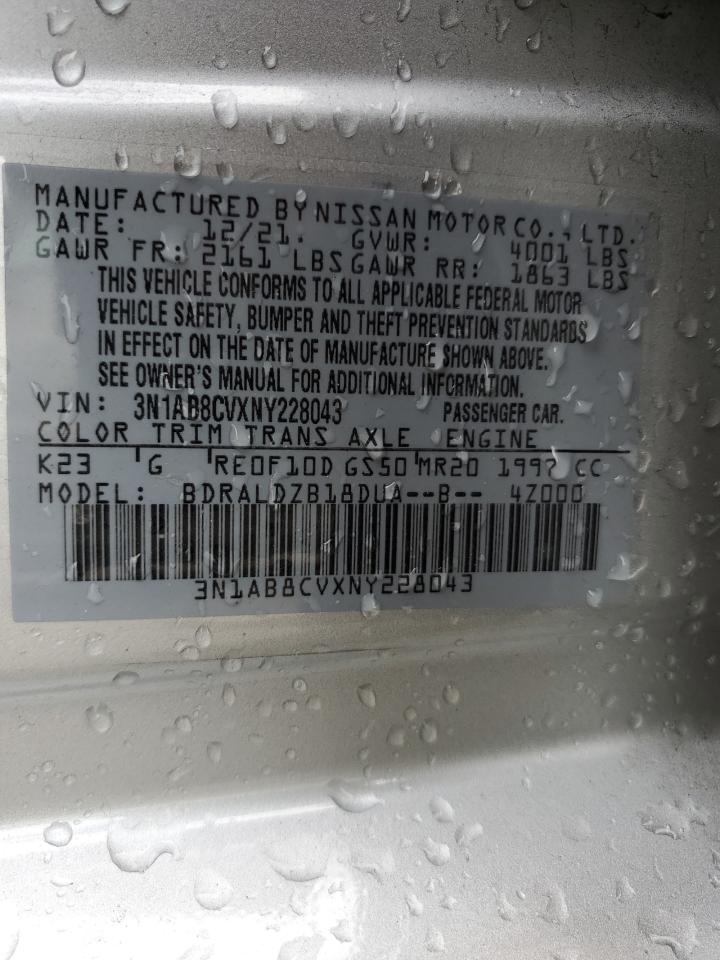 MANUFACTURED BY NISSAN MOTOR CO., LTD.
DATE: 12/21. GVWR: 4001 LBS
GAWR FR: 2161 LBS GAWR RR: 1863 LBS
THIS VEHICLE CONFORMS TO ALL APPLICABLE FEDERAL MOTOR
VEHICLE SAFETY, BUMPER AND THEFT PREVENTION STANDARDS
IN EFFECT ON THE DATE OF MANUFACTURE SHOWN ABOVE.
SEE OWNER'S MANUAL FOR ADDITIONAL INFORMATION.
VIN: 3N1AB8CVXNY228043 PASSENGER CAR.
COLOR TRIM TRANS AXLE ENGINE
K23 G RE0F10D GS50 MR20 1997 CC
MODEL: BDRALDZB18DUA--B-- 4Z000
3N1AB8CVXNY228043